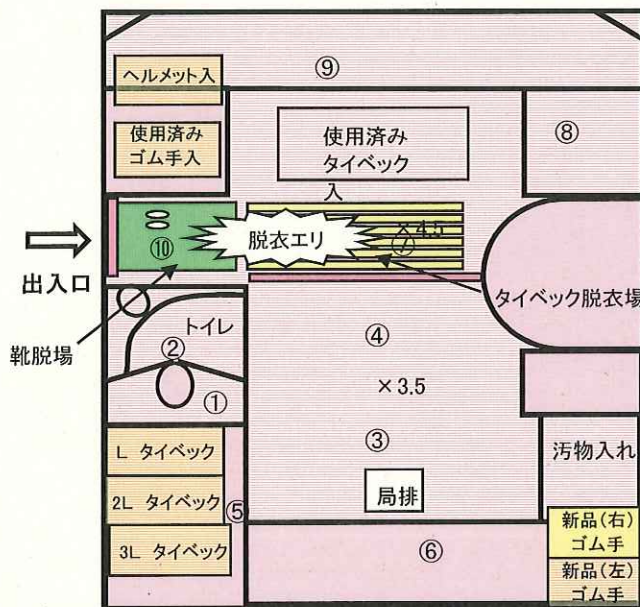 ⑨
ヘルメット入
使用済み
ゴム手入
使用済み
タイベック
入
⑧
⑩
脱衣エリ
×4.5
⑦
出入口
タイベック脱衣場
靴脱場
トイレ
②
①
④
×3.5
③
局排
L タイベック
2L タイベック
3L タイベック
⑤
⑥
汚物入れ
新品(右)
ゴム手
新品(左)
ゴム手